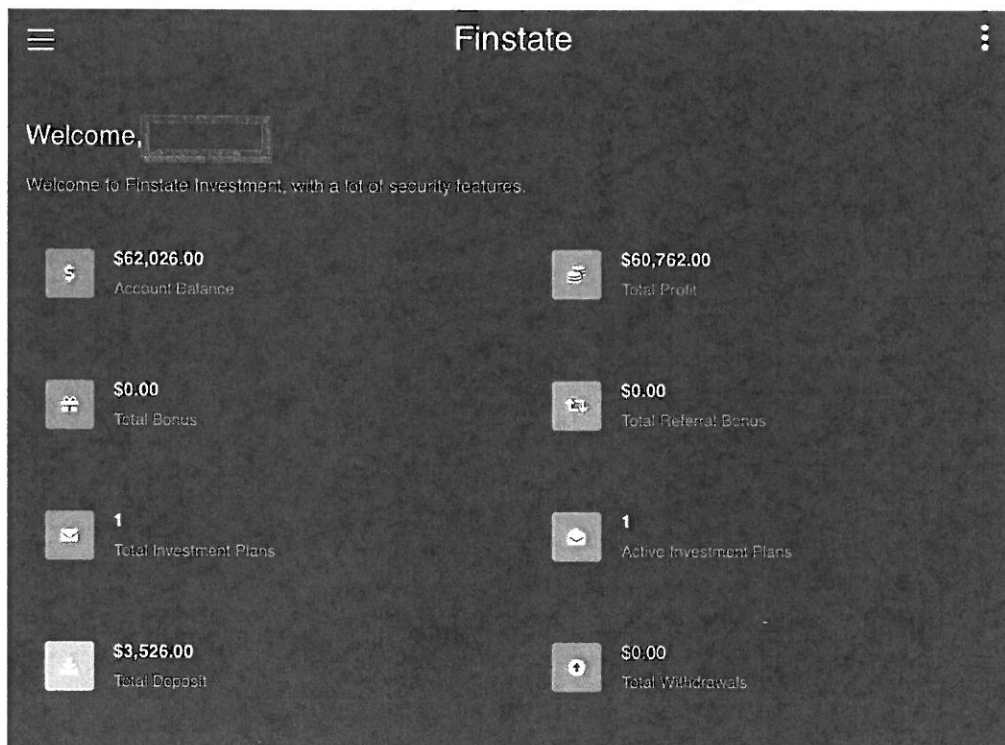 Finstate
Welcome,
Welcome to Finstate Investment, with a lot of security features.
$62,026.00
Account Balance
$60,762.00
Total Profit
$0.00
Total Bonus
$0.00
Total Referral Bonus
1
Total Investment Plans
1
Active Investment Plans
$3,526.00
Total Deposit
$0.00
Total Withdrawals